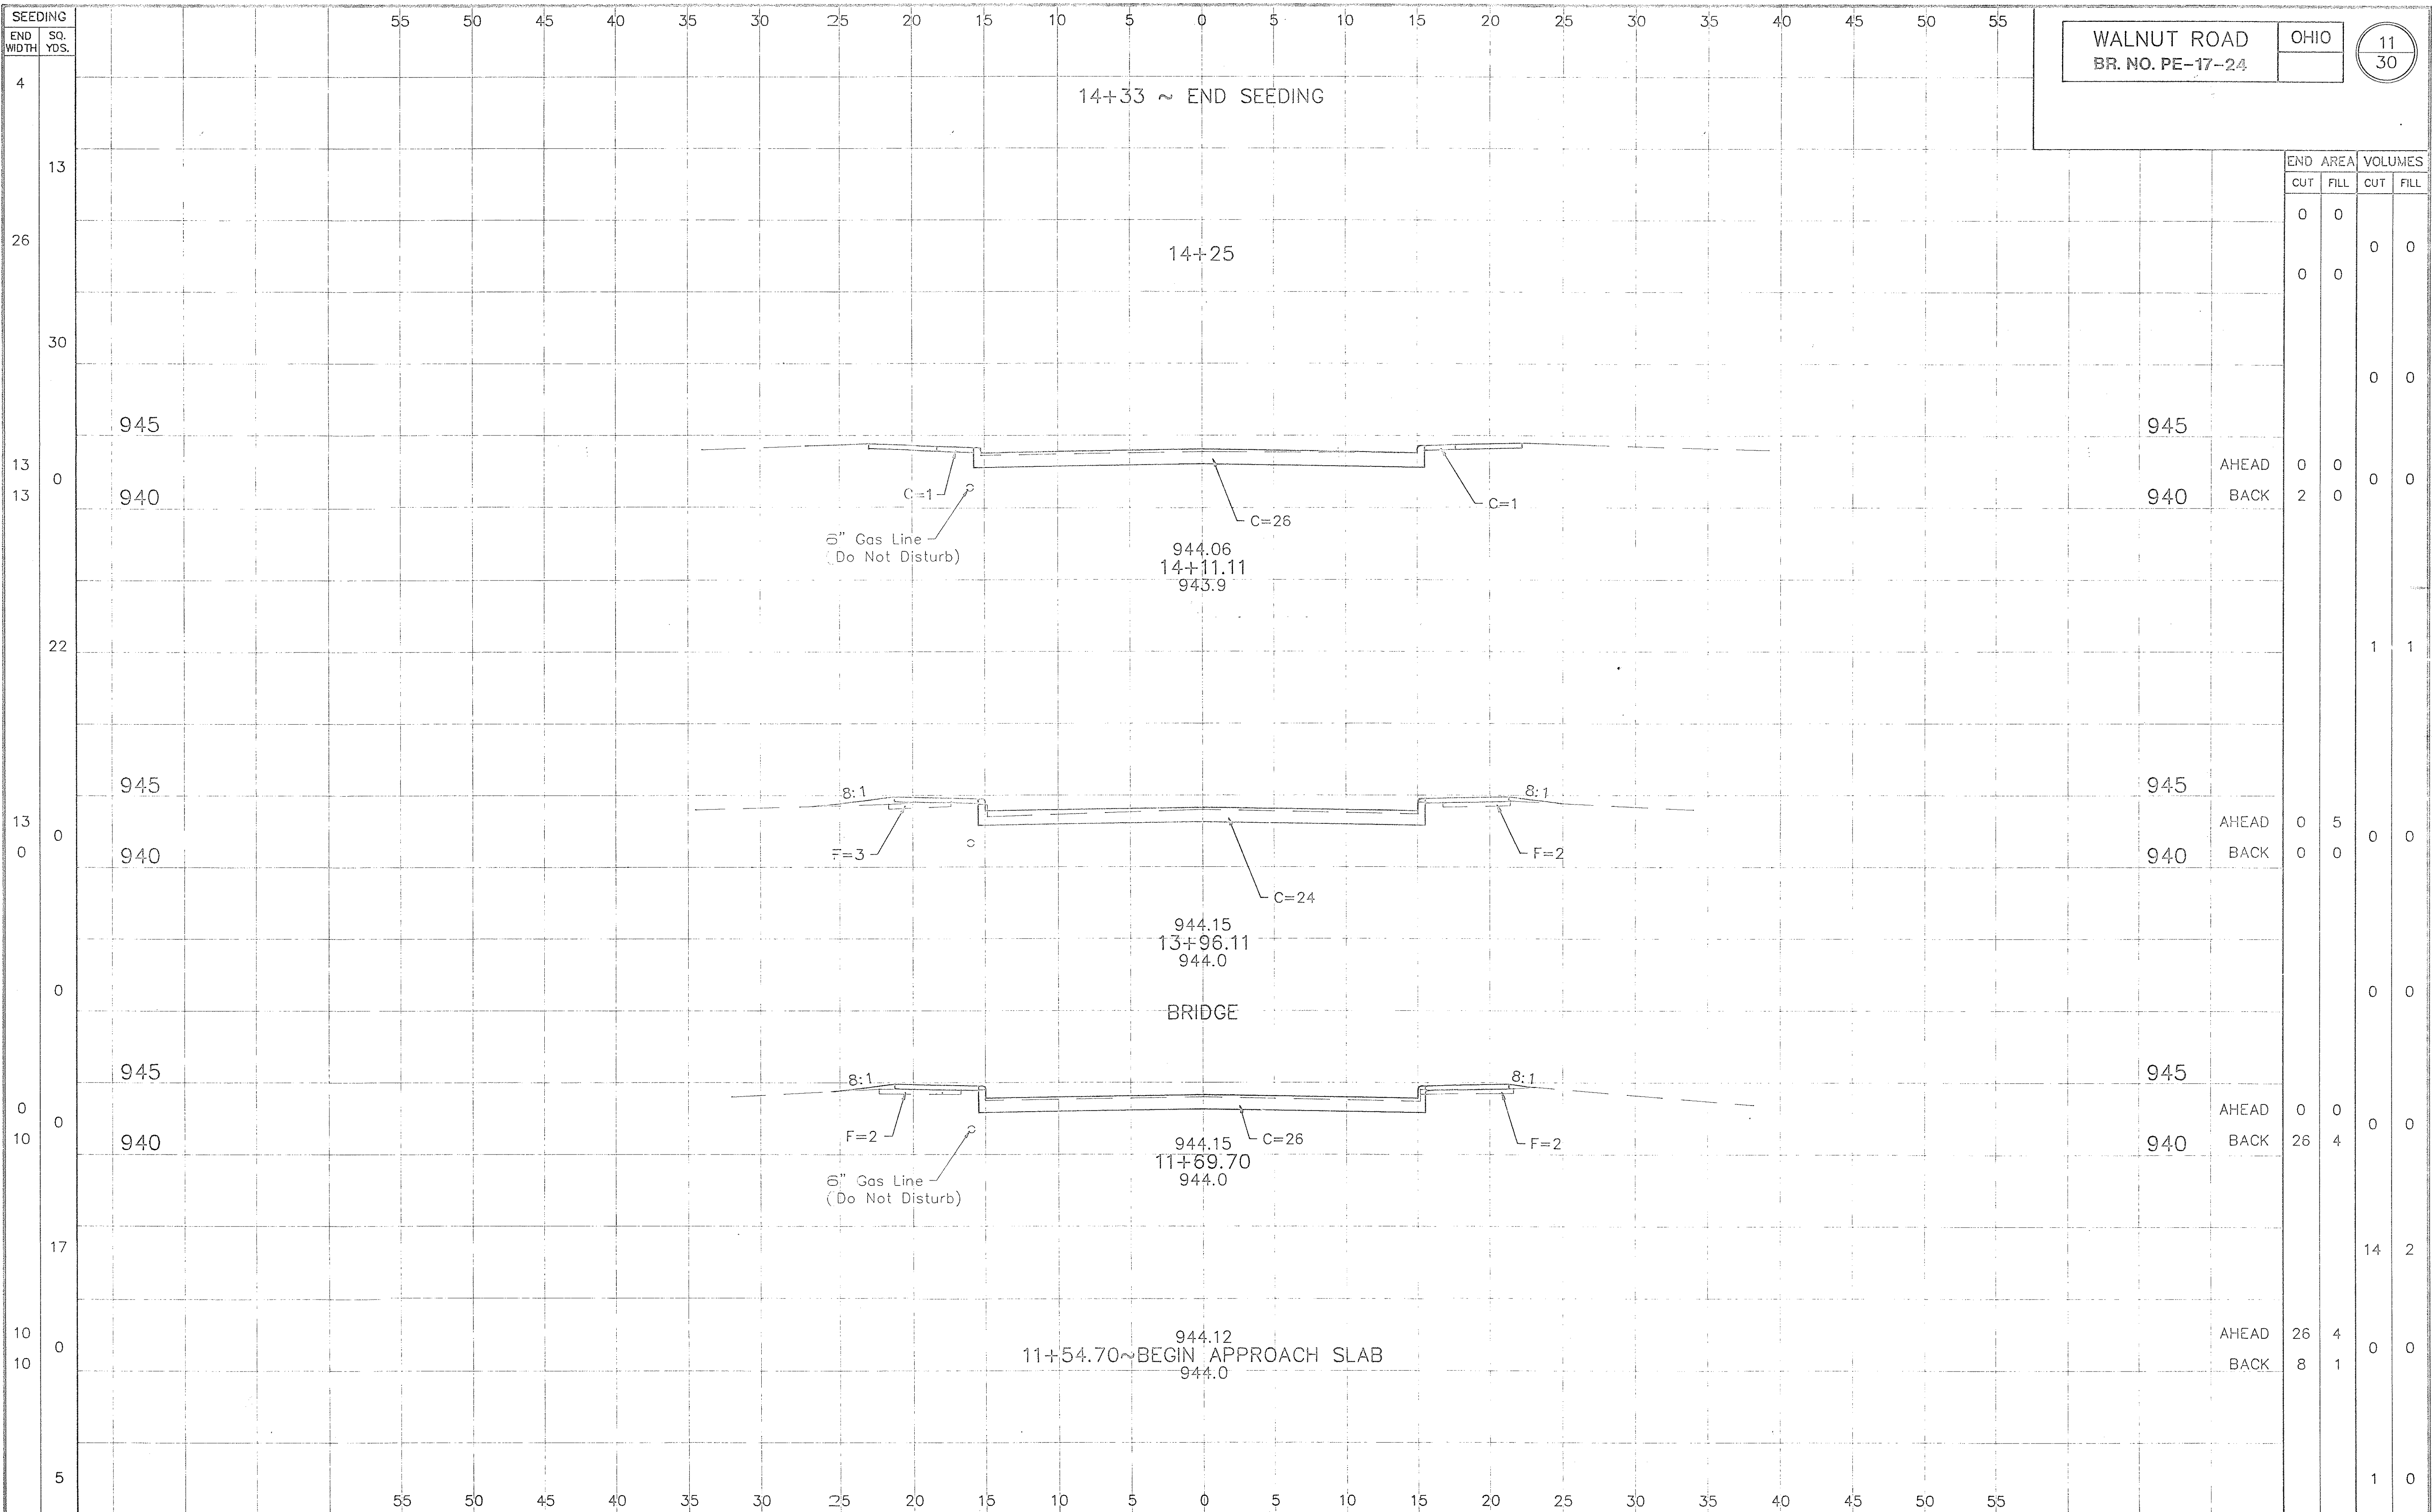 SEEDING
END WIDTH SQ. YDS.
55 50 45 40 35 30 25 20 15 10 5 0 5 10 15 20 25 30 35 40 45 50 55
WALNUT ROAD OHIO 11
BR. NO. PE-17-24 30
4
14+33 ~ END SEEDING
13
END AREA VOLUMES
CUT FILL CUT FILL
0 0
26
0 0
14+25
0 0
30
0 0
945 945
13 AHEAD 0 0
0 0 0
13 940 C=1 C=1 940 BACK 2 0
C=26
6" Gas Line
(Do Not Disturb)
944.06
14+11.11
943.9
22 1 1
945 8:1 8:1 945
13 AHEAD 0 5
0 0 0
0 940 F=3 F=2 940 BACK 0 0
C=24
944.15
13+96.11
944.0
0 0 0
BRIDGE
945 8:1 8:1 945
0 AHEAD 0 0
0 0 0
10 940 F=2 C=26 F=2 940 BACK 26 4
944.15
11+69.70
944.0
6" Gas Line
(Do Not Disturb)
17 14 2
10 AHEAD 26 4
944.12
0 0 0
11+54.70~BEGIN APPROACH SLAB
10 BACK 8 1
944.0
5 1 0
55 50 45 40 35 30 25 20 15 10 5 0 5 10 15 20 25 30 35 40 45 50 55